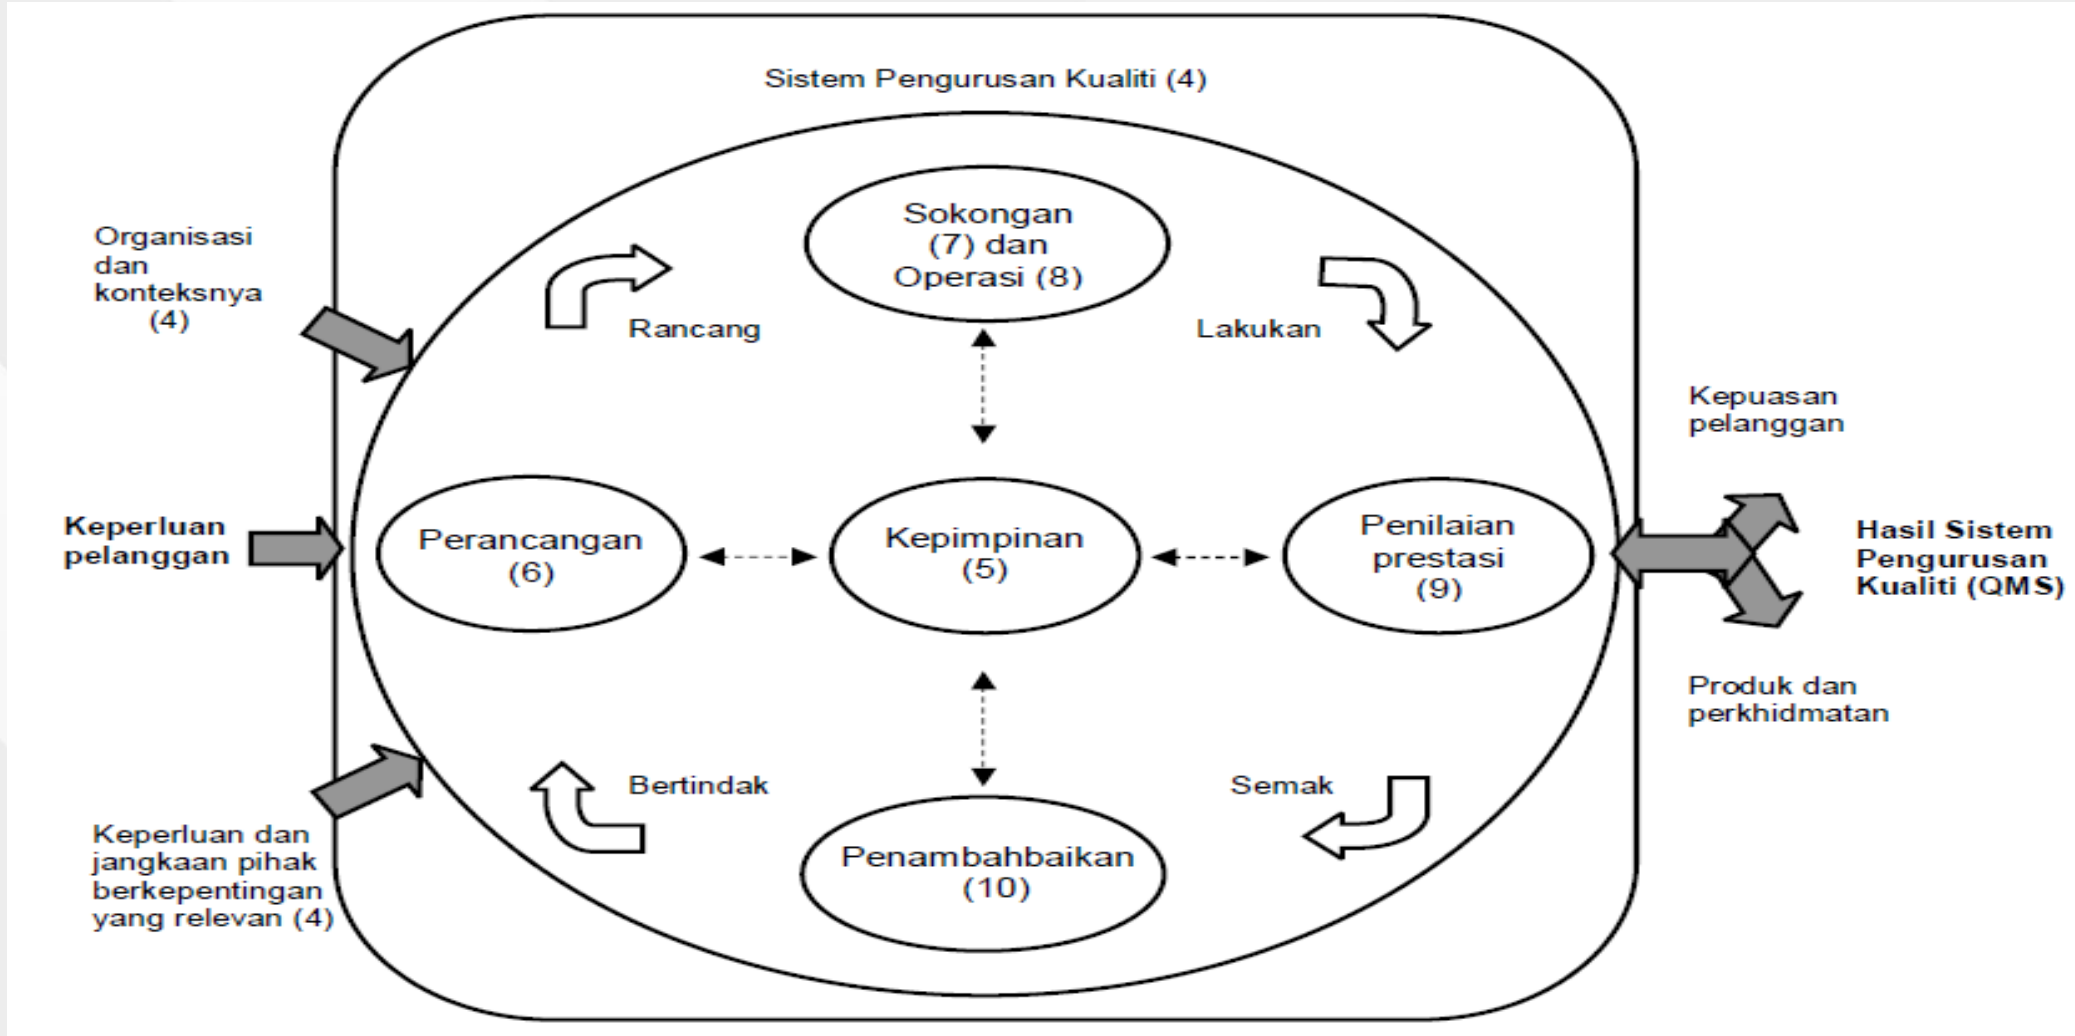 Sistem Pengurusan Kualiti (4)
Organisasi
dan
konteksnya
(4)
Sokongan
(7) dan
Operasi (8)
Rancang
Lakukan
Kepuasan
pelanggan
Keperluan
pelanggan
Perancangan
(6)
Kepimpinan
(5)
Penilaian
prestasi
(9)
Hasil Sistem
Pengurusan
Kualiti (QMS)
Produk dan
perkhidmatan
Bertindak
Semak
Keperluan dan
jangkaan pihak
berkepentingan
yang relevan (4)
Penambahbaikan
(10)